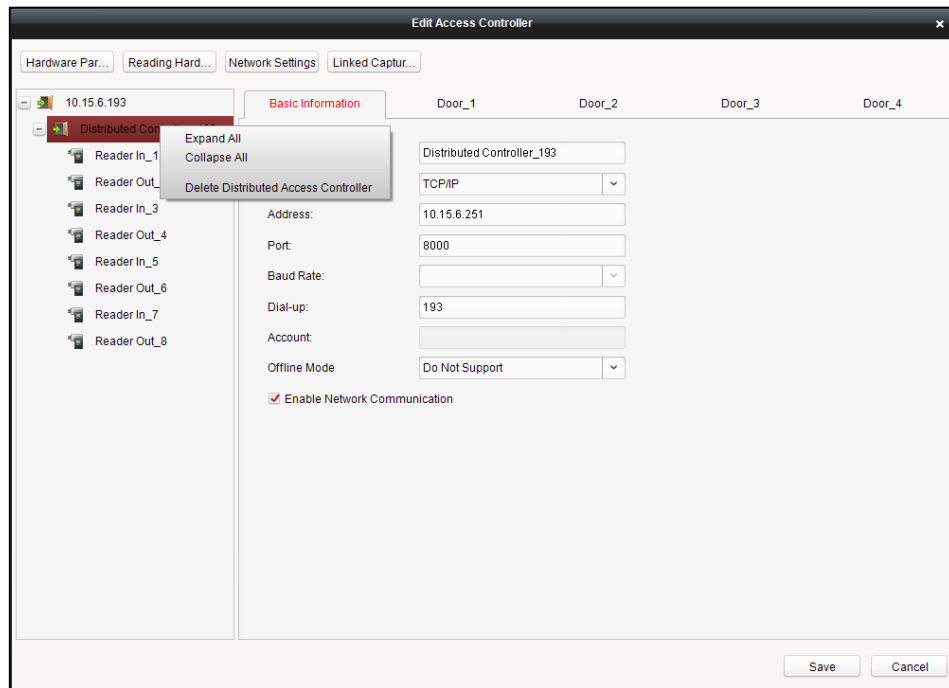 Edit Access Controller
Hardware Par... Reading Hard... Network Settings Linked Captur...
10.15.6.193
Basic Information Door_1 Door_2 Door_3 Door_4
Distributed Con
Expand All
Collapse All
Delete Distributed Access Controller
Reader In_1
Reader Out_
Reader In_3
Reader Out_4
Reader In_5
Reader Out_6
Reader In_7
Reader Out_8
Distributed Controller_193
TCP/IP
Address: 10.15.6.251
Port: 8000
Baud Rate:
Dial-up: 193
Account:
Offline Mode Do Not Support
Enable Network Communication
Save Cancel